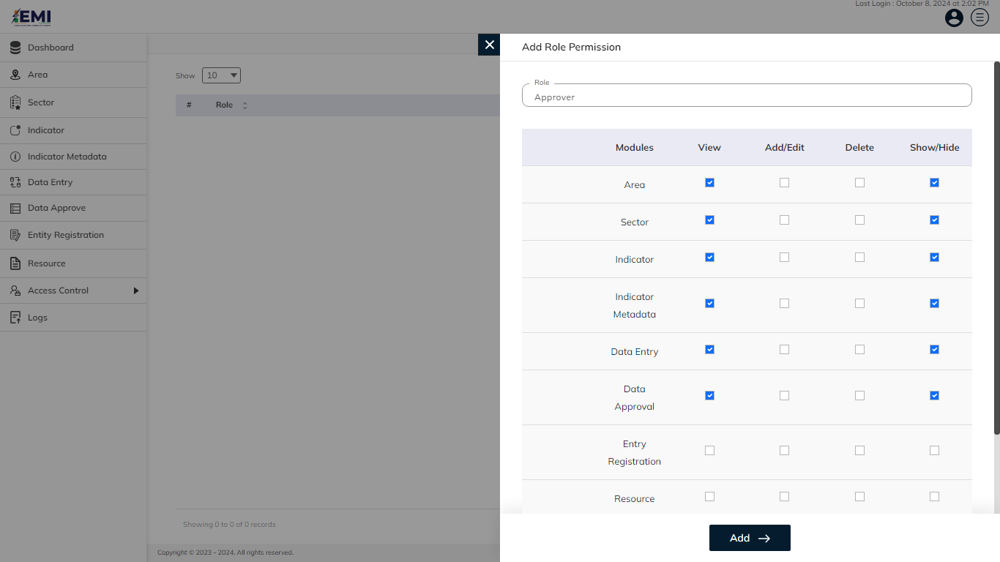 Last Login : October 8, 2024 at 2:02 PM
EMI
Dashboard
Area
Sector
Indicator
Indicator Metadata
Data Entry
Data Approve
Entity Registration
Resource
Access Control
Logs
Show 10
# Role
Showing 0 to 0 of 0 records
Copyright © 2023 - 2024. All rights reserved.
Add Role Permission
Role
Approver
Modules View Add/Edit Delete Show/Hide
Area
Sector
Indicator
Indicator
Metadata
Data Entry
Data
Approval
Entry
Registration
Resource
Add